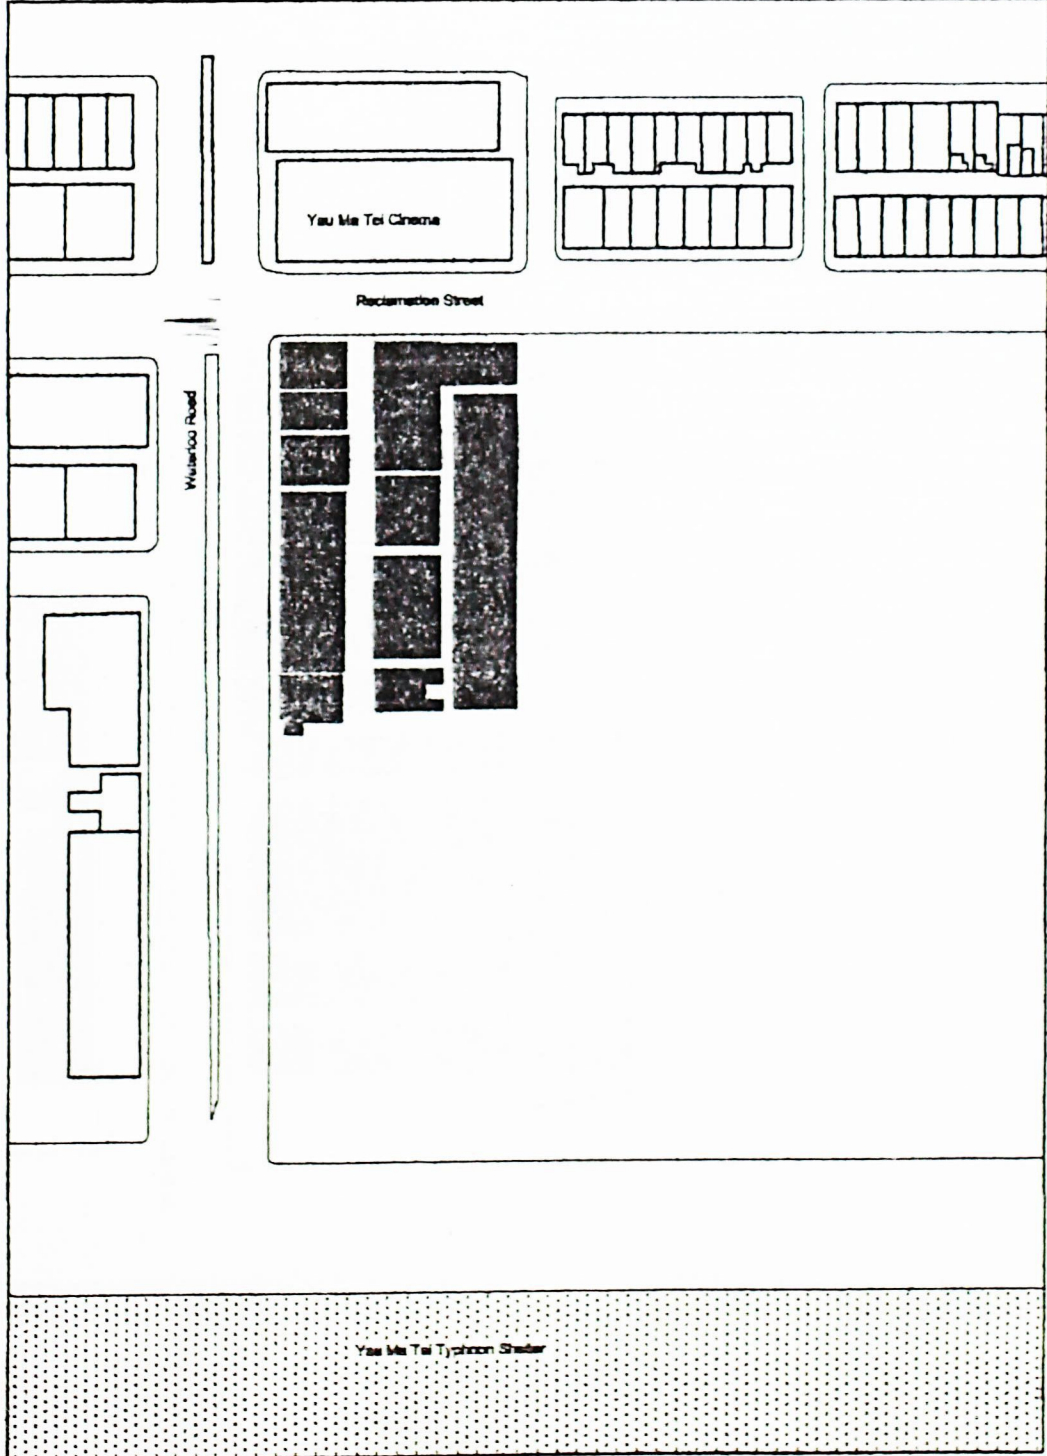 Yau Ma Tei Cinema
Reclamation Street
Waterloo Road
Yau Ma Tei Typhoon Shelter